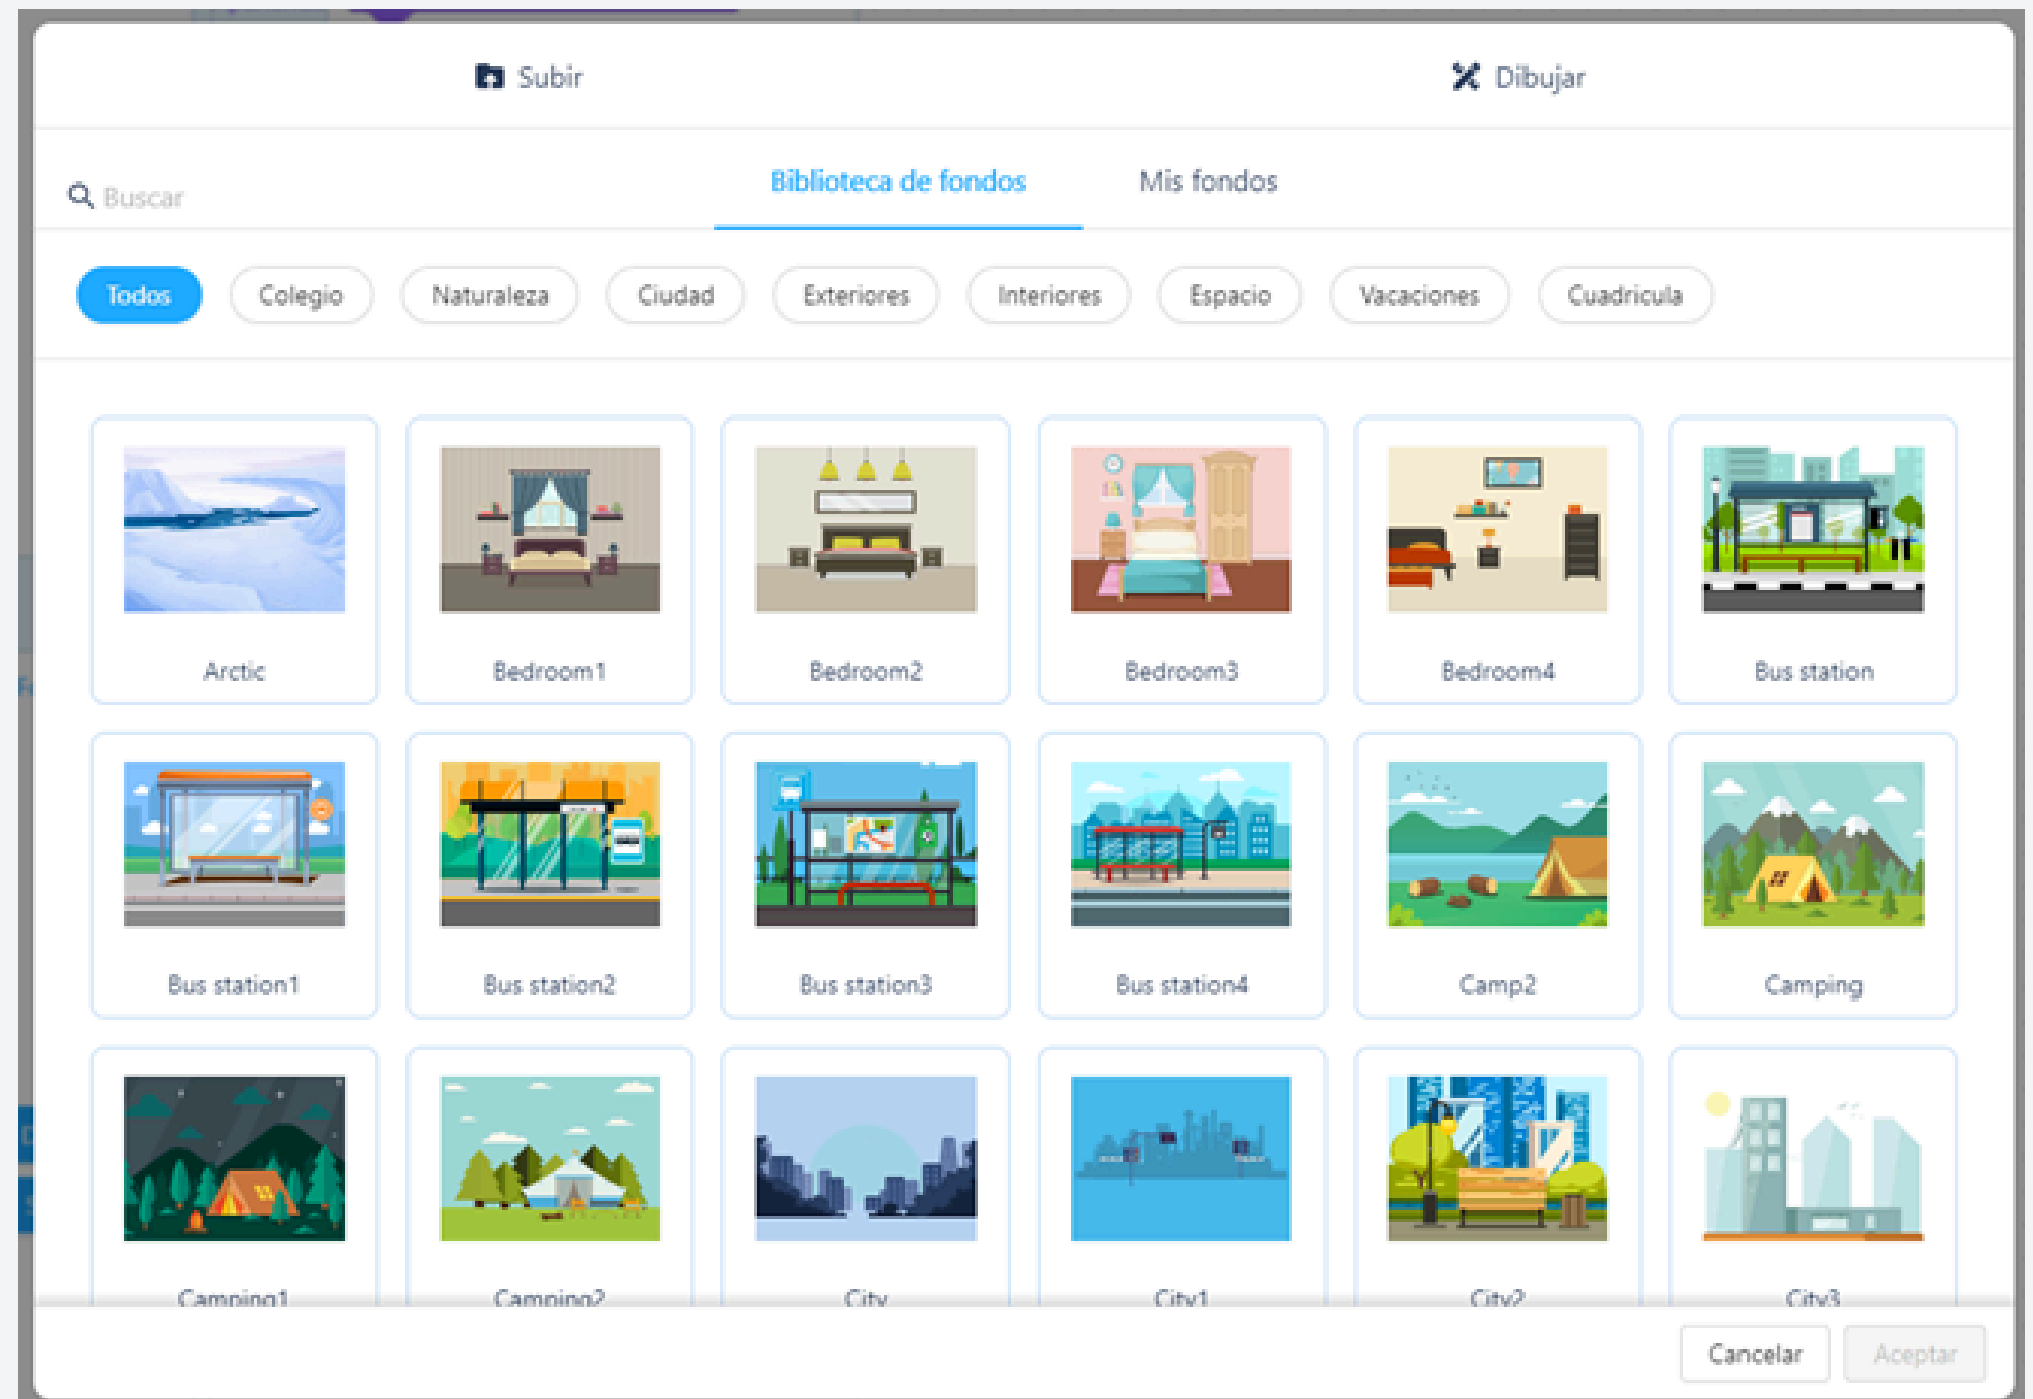 Subir Dibujar
Buscar Biblioteca de fondos Mis fondos
Todos Colegio Naturaleza Ciudad Exteriores Interiores Espacio Vacaciones Cuadricula
Arctic Bedroom1 Bedroom2 Bedroom3 Bedroom4 Bus station
Bus station1 Bus station2 Bus station3 Bus station4 Camp2 Camping
Camping1 Camping2 City City1 City2 City3
Cancelar Aceptar